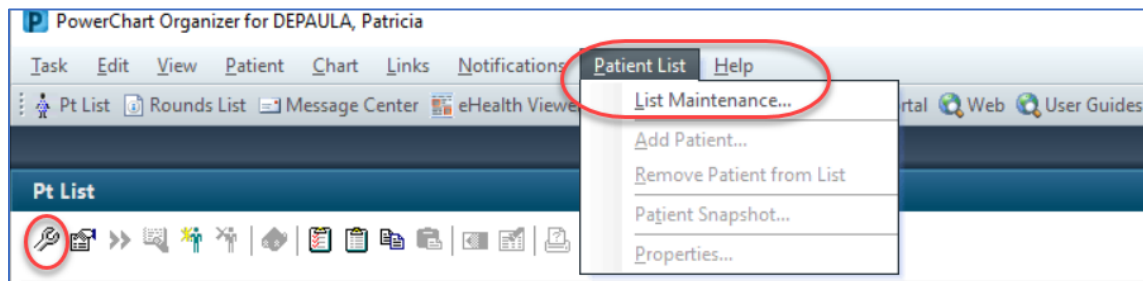 P PowerChart Organizer for DEPAULA, Patricia
Task Edit View Patient Chart Links Notifications Patient List Help
Pt List Rounds List Message Center eHealth Viewe rtal Web User Guides
List Maintenance...
Add Patient...
Remove Patient from List
Patient Snapshot...
Properties...
Pt List